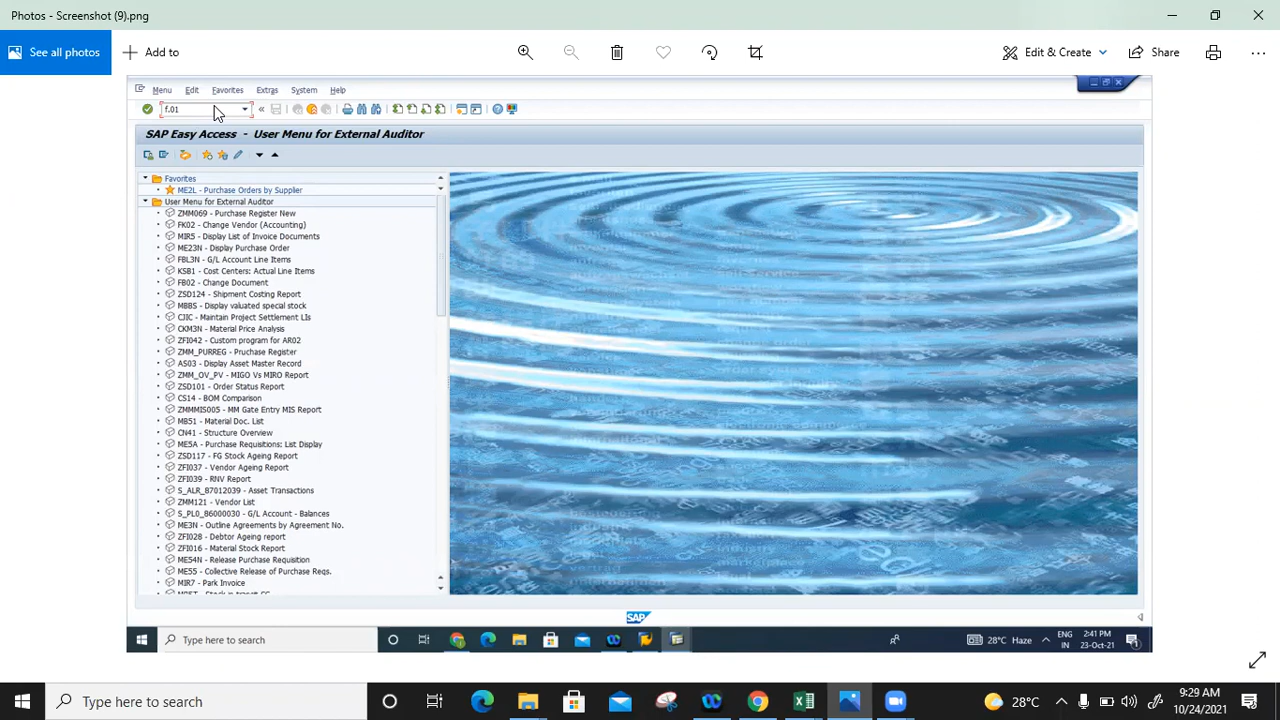 Photos - Screenshot (9).png
See all photos
Add to
Edit & Create
Share
Menu Edit Favorites Extras System Help
f.01
SAP Easy Access - User Menu for External Auditor
Favorites
ME2L - Purchase Orders by Supplier
User Menu for External Auditor
ZMM069 - Purchase Register New
FK02 - Change Vendor (Accounting)
MIR5 - Display List of Invoice Documents
ME23N - Display Purchase Order
FBL3N - G/L Account Line Items
KSB1 - Cost Centers: Actual Line Items
FB02 - Change Document
ZSD124 - Shipment Costing Report
MBBS - Display valuated special stock
CJIC - Maintain Project Settlement LIs
CKM3N - Material Price Analysis
ZFI042 - Custom program for AR02
ZMM_PURREG - Pruchase Register
AS03 - Display Asset Master Record
ZMM_OV_PV - MIGO Vs MIRO Report
ZSD101 - Order Status Report
CS14 - BOM Comparison
ZMMMIS005 - MM Gate Entry MIS Report
MB51 - Material Doc. List
CN41 - Structure Overview
ME5A - Purchase Requisitions: List Display
ZSD117 - FG Stock Ageing Report
ZFI037 - Vendor Ageing Report
ZFI039 - RNV Report
S_ALR_87012039 - Asset Transactions
ZMM121 - Vendor List
S_PL0_86000030 - G/L Account - Balances
ME3N - Outline Agreements by Agreement No.
ZFI028 - Debtor Ageing report
ZFI016 - Material Stock Report
ME54N - Release Purchase Requisition
ME55 - Collective Release of Purchase Reqs.
MIR7 - Park Invoice
SAP
Type here to search
28°C Haze
ENG
IN
2:41 PM
23-Oct-21
1
Type here to search
28°C
9:29 AM
10/24/2021